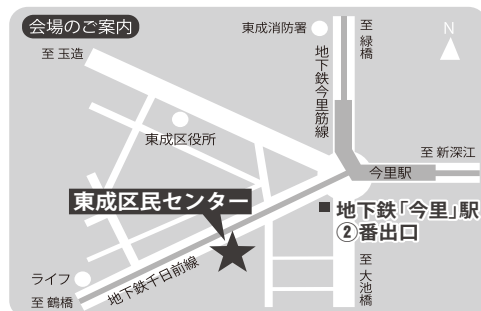 会場のご案内
至 玉造
東成消防署
至 緑橋
N
地下鉄今里筋線
東成区役所
至 新深江
今里駅
東成区民センター
地下鉄「今里」駅
②番出口
ライフ
至 鶴橋
地下鉄千日前線
至 大池橋